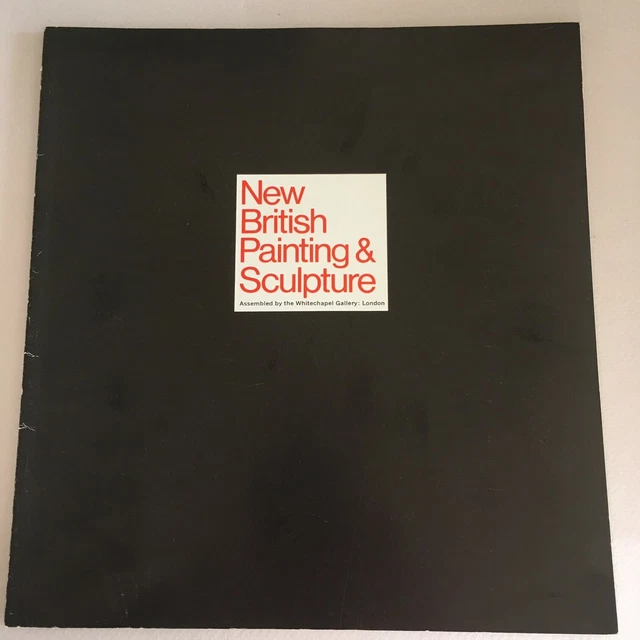 New
British
Painting &
Sculpture
Assembled by the Whitechapel Gallery: London